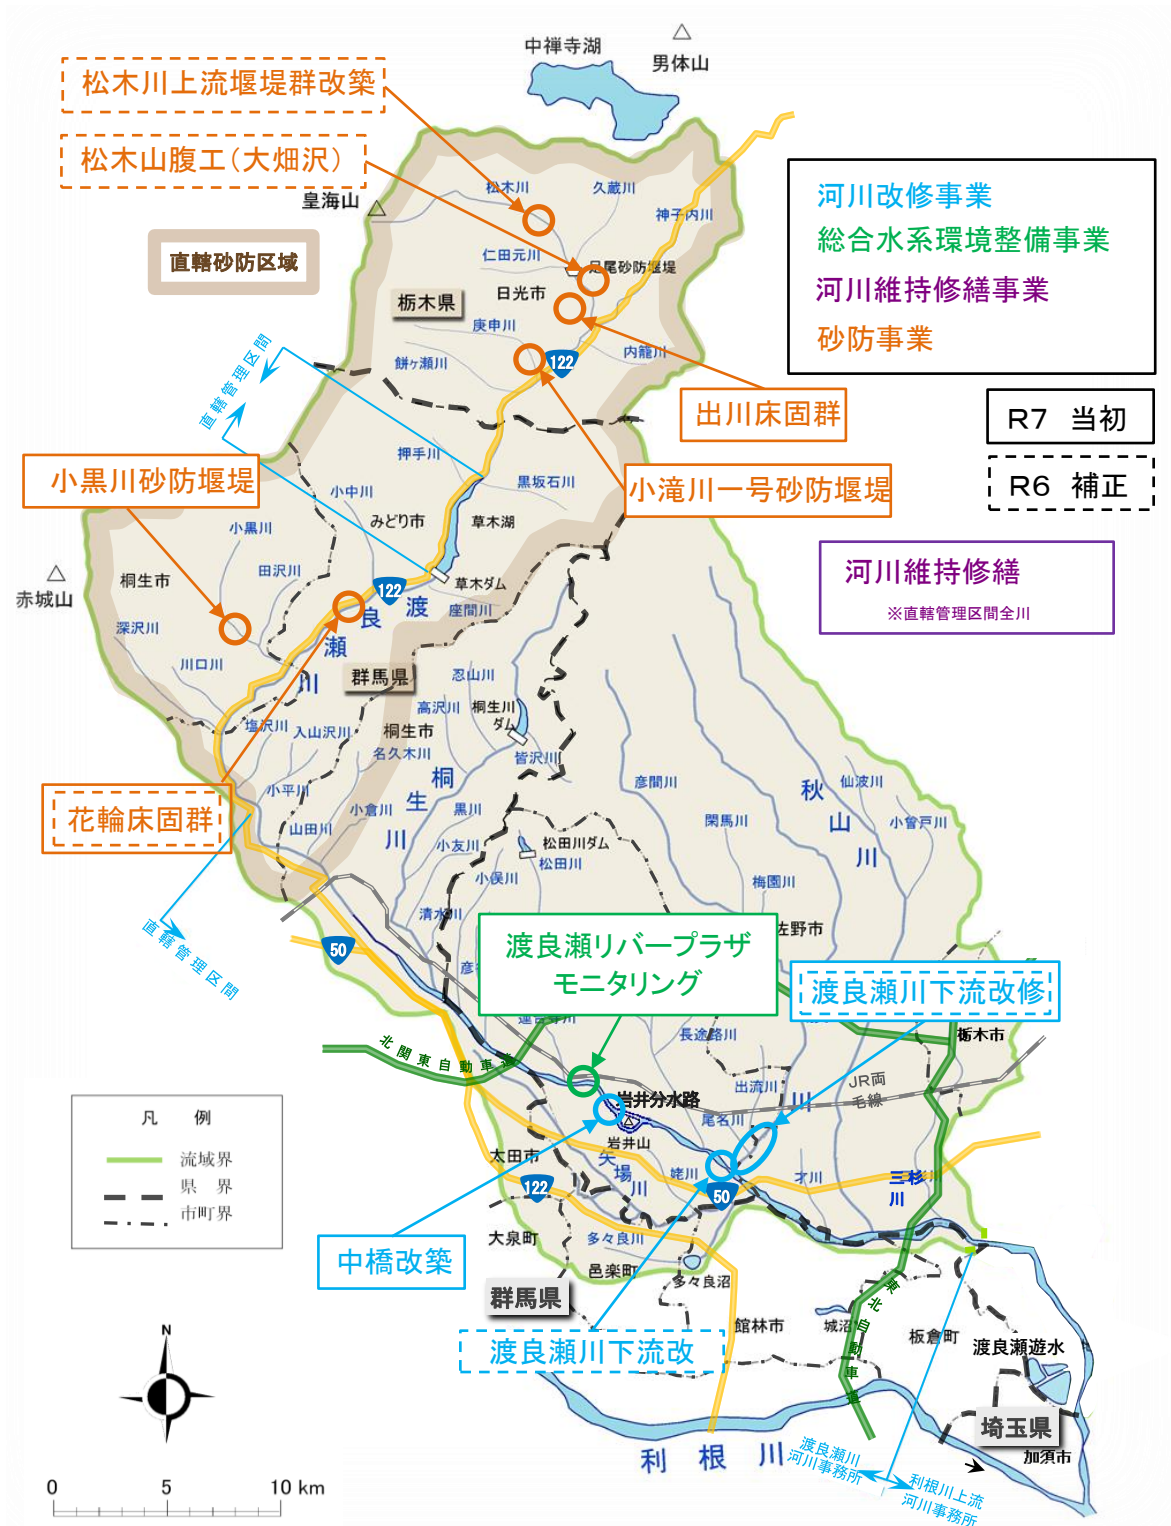 中禅寺湖
男体山
松木川上流堰堤群改築
松木山腹工(大畑沢)
皇海山
松木川
久蔵川
神子内川
河川改修事業
総合水系環境整備事業
河川維持修繕事業
砂防事業
直轄砂防区域
仁田元川
足尾砂防堰堤
栃木県
日光市
庚申川
餅ヶ瀬川
122
内籠川
直轄管理区間
出川床固群
R7 当初
R6 補正
小黒川砂防堰堤
押手川
小中川
黒坂石川
小滝川一号砂防堰堤
みどり市
草木湖
小黒川
田沢川
桐生市
赤城山
122
草木ダム
座間川
河川維持修繕
※直轄管理区間全川
深沢川
川口川
渡
良
瀬
川
群馬県
忍山川
高沢川
桐生川
ダム
塩沢川
入山沢川
桐生市
名久木川
皆沢川
小平川
小倉川
桐
生
川
黒川
彦間川
秋
山
川
仙波川
小曽戸川
閑馬川
花輪床固群
山田川
小友川
松田川ダム
松田川
小俣川
梅園川
清水川
直轄管理区間
50
渡良瀬リバープラザ
モニタリング
佐野市
渡良瀬川下流改修
長途路川
栃木市
北関東自動車道
JR両
毛線
出流川
川
岩井分水路
尾名川
岩井山
凡 例
流域界
県 界
市町界
太田市
矢
場
川
姥川
才川
三杉
川
122
50
中橋改築
大泉町
多々良川
邑楽町
多々良沼
群馬県
渡良瀬川下流改
館林市
城沼
東北自動車道
板倉町
渡良瀬遊水
埼玉県
加須市
利根川
渡良瀬川
河川事務所
利根川上流
河川事務所
N
0 5 10 km